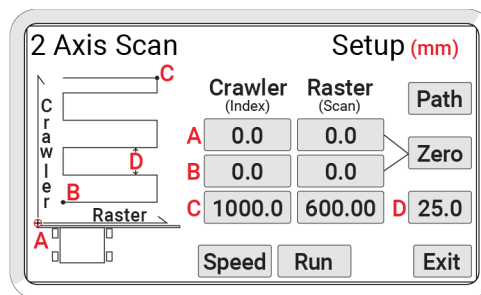 2 Axis Scan
Setup (mm)
C
Crawler
D
B
Raster
A
Crawler Raster
(Index) (Scan)
Path
A 0.0 0.0
Zero
B 0.0 0.0
C 1000.0 600.00 D 25.0
Speed Run Exit